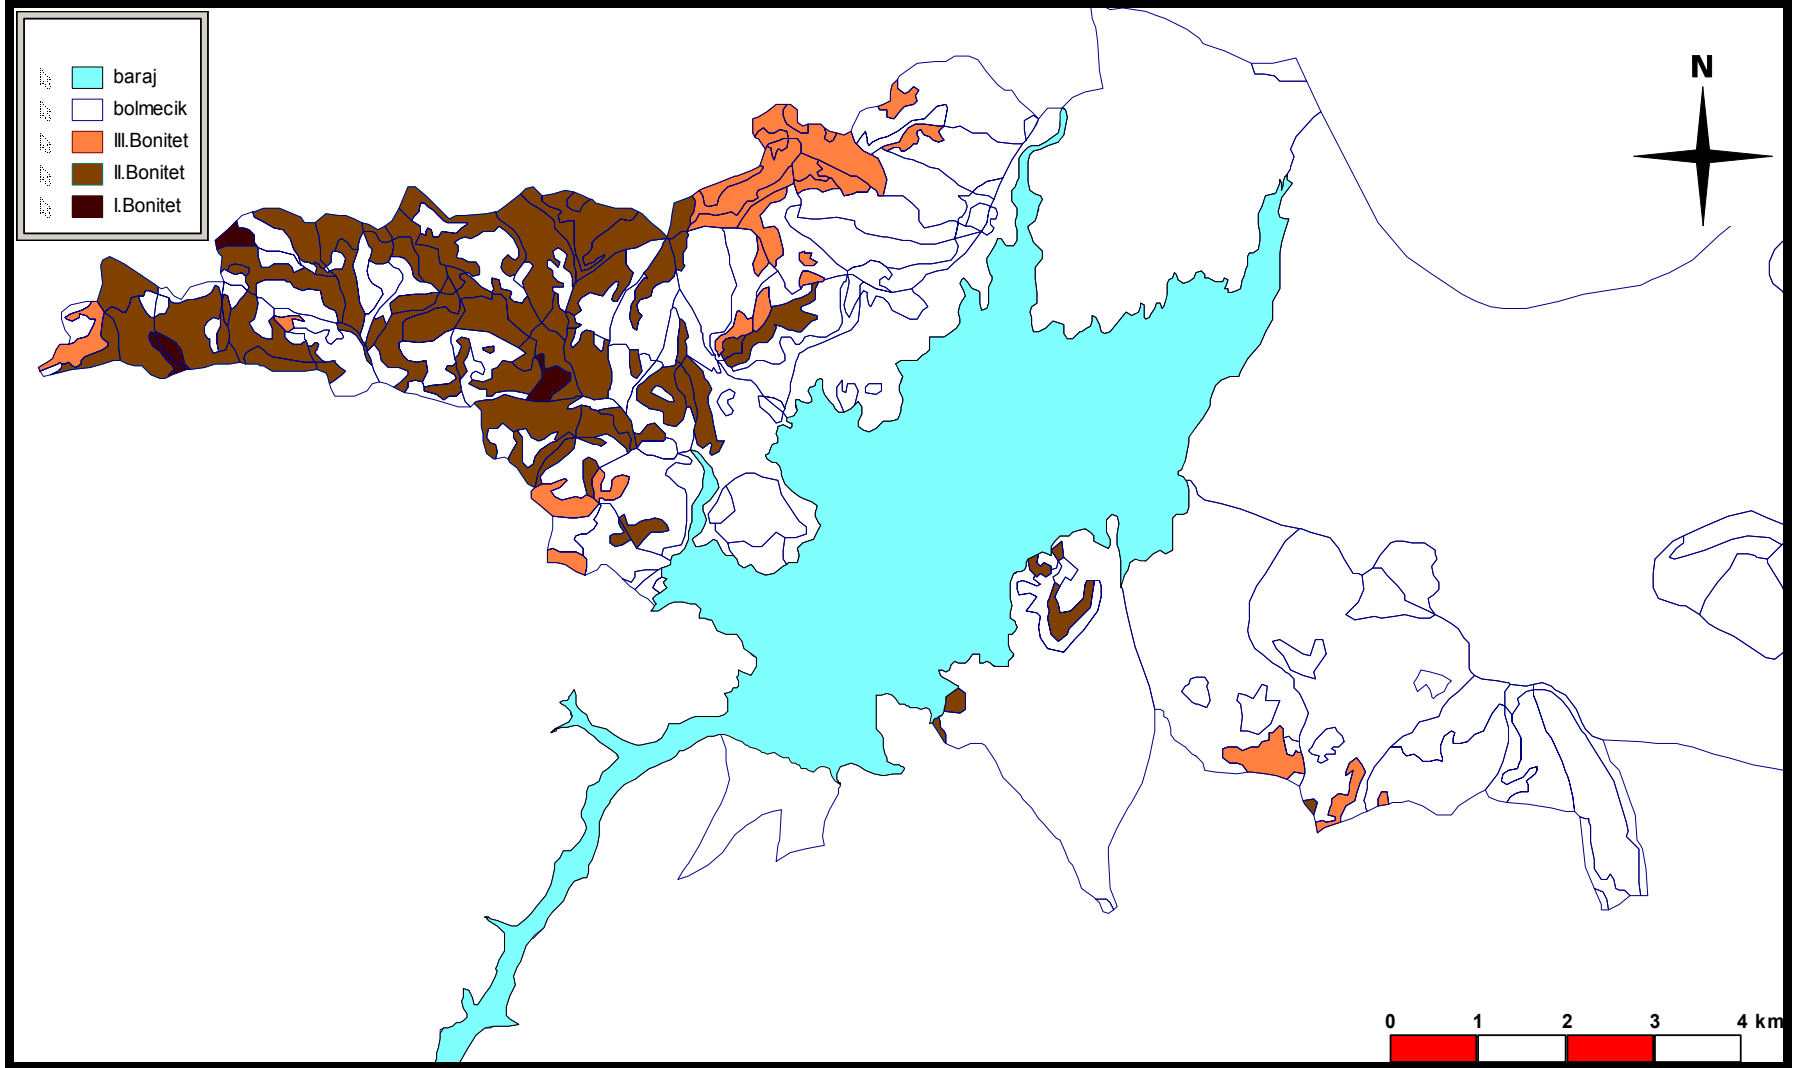 baraj
bolmecik
III.Bonitet
II.Bonitet
I.Bonitet
N
0 1 2 3 4 km